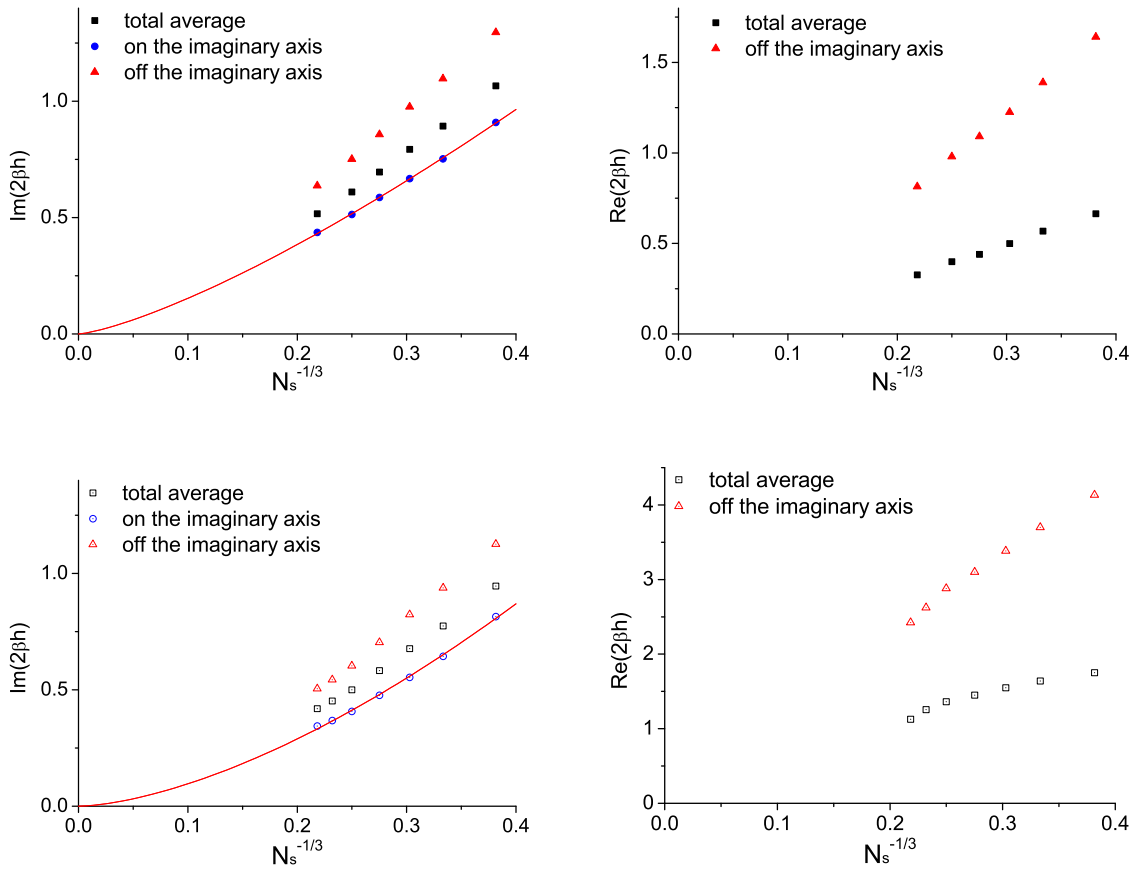 total average
on the imaginary axis
off the imaginary axis
1.0
0.5
0.0
Im(2βh)
0.0 0.1 0.2 0.3 0.4
Ns-1/3
total average
off the imaginary axis
1.5
1.0
0.5
0.0
Re(2βh)
0.0 0.1 0.2 0.3 0.4
Ns-1/3
total average
on the imaginary axis
off the imaginary axis
1.0
0.5
0.0
Im(2βh)
0.0 0.1 0.2 0.3 0.4
Ns-1/3
total average
off the imaginary axis
4
3
2
1
0
Re(2βh)
0.0 0.1 0.2 0.3 0.4
Ns-1/3